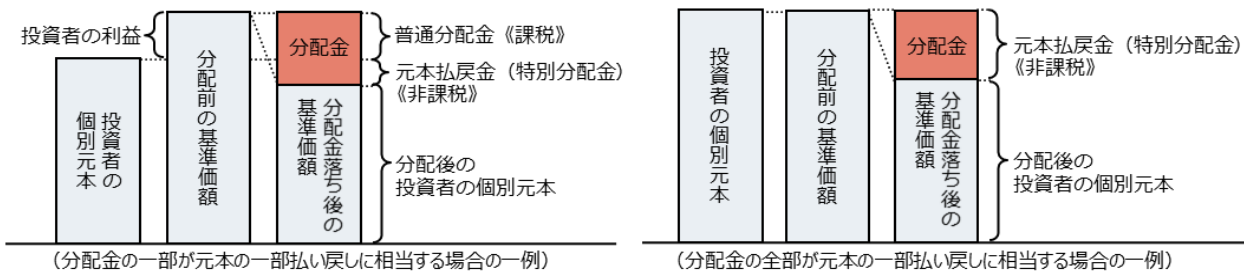 投資者の利益
投資者の
個別元本
分配前の基準価額
分配金
分配金落ち後の
基準価額
普通分配金《課税》
元本払戻金（特別分配金）
《非課税》
分配後の
投資者の個別元本
（分配金の一部が元本の一部払い戻しに相当する場合の一例）
投資者の個別元本
分配前の基準価額
分配金
分配金落ち後の
基準価額
元本払戻金（特別分配金）
《非課税》
分配後の
投資者の個別元本
（分配金の全部が元本の一部払い戻しに相当する場合の一例）